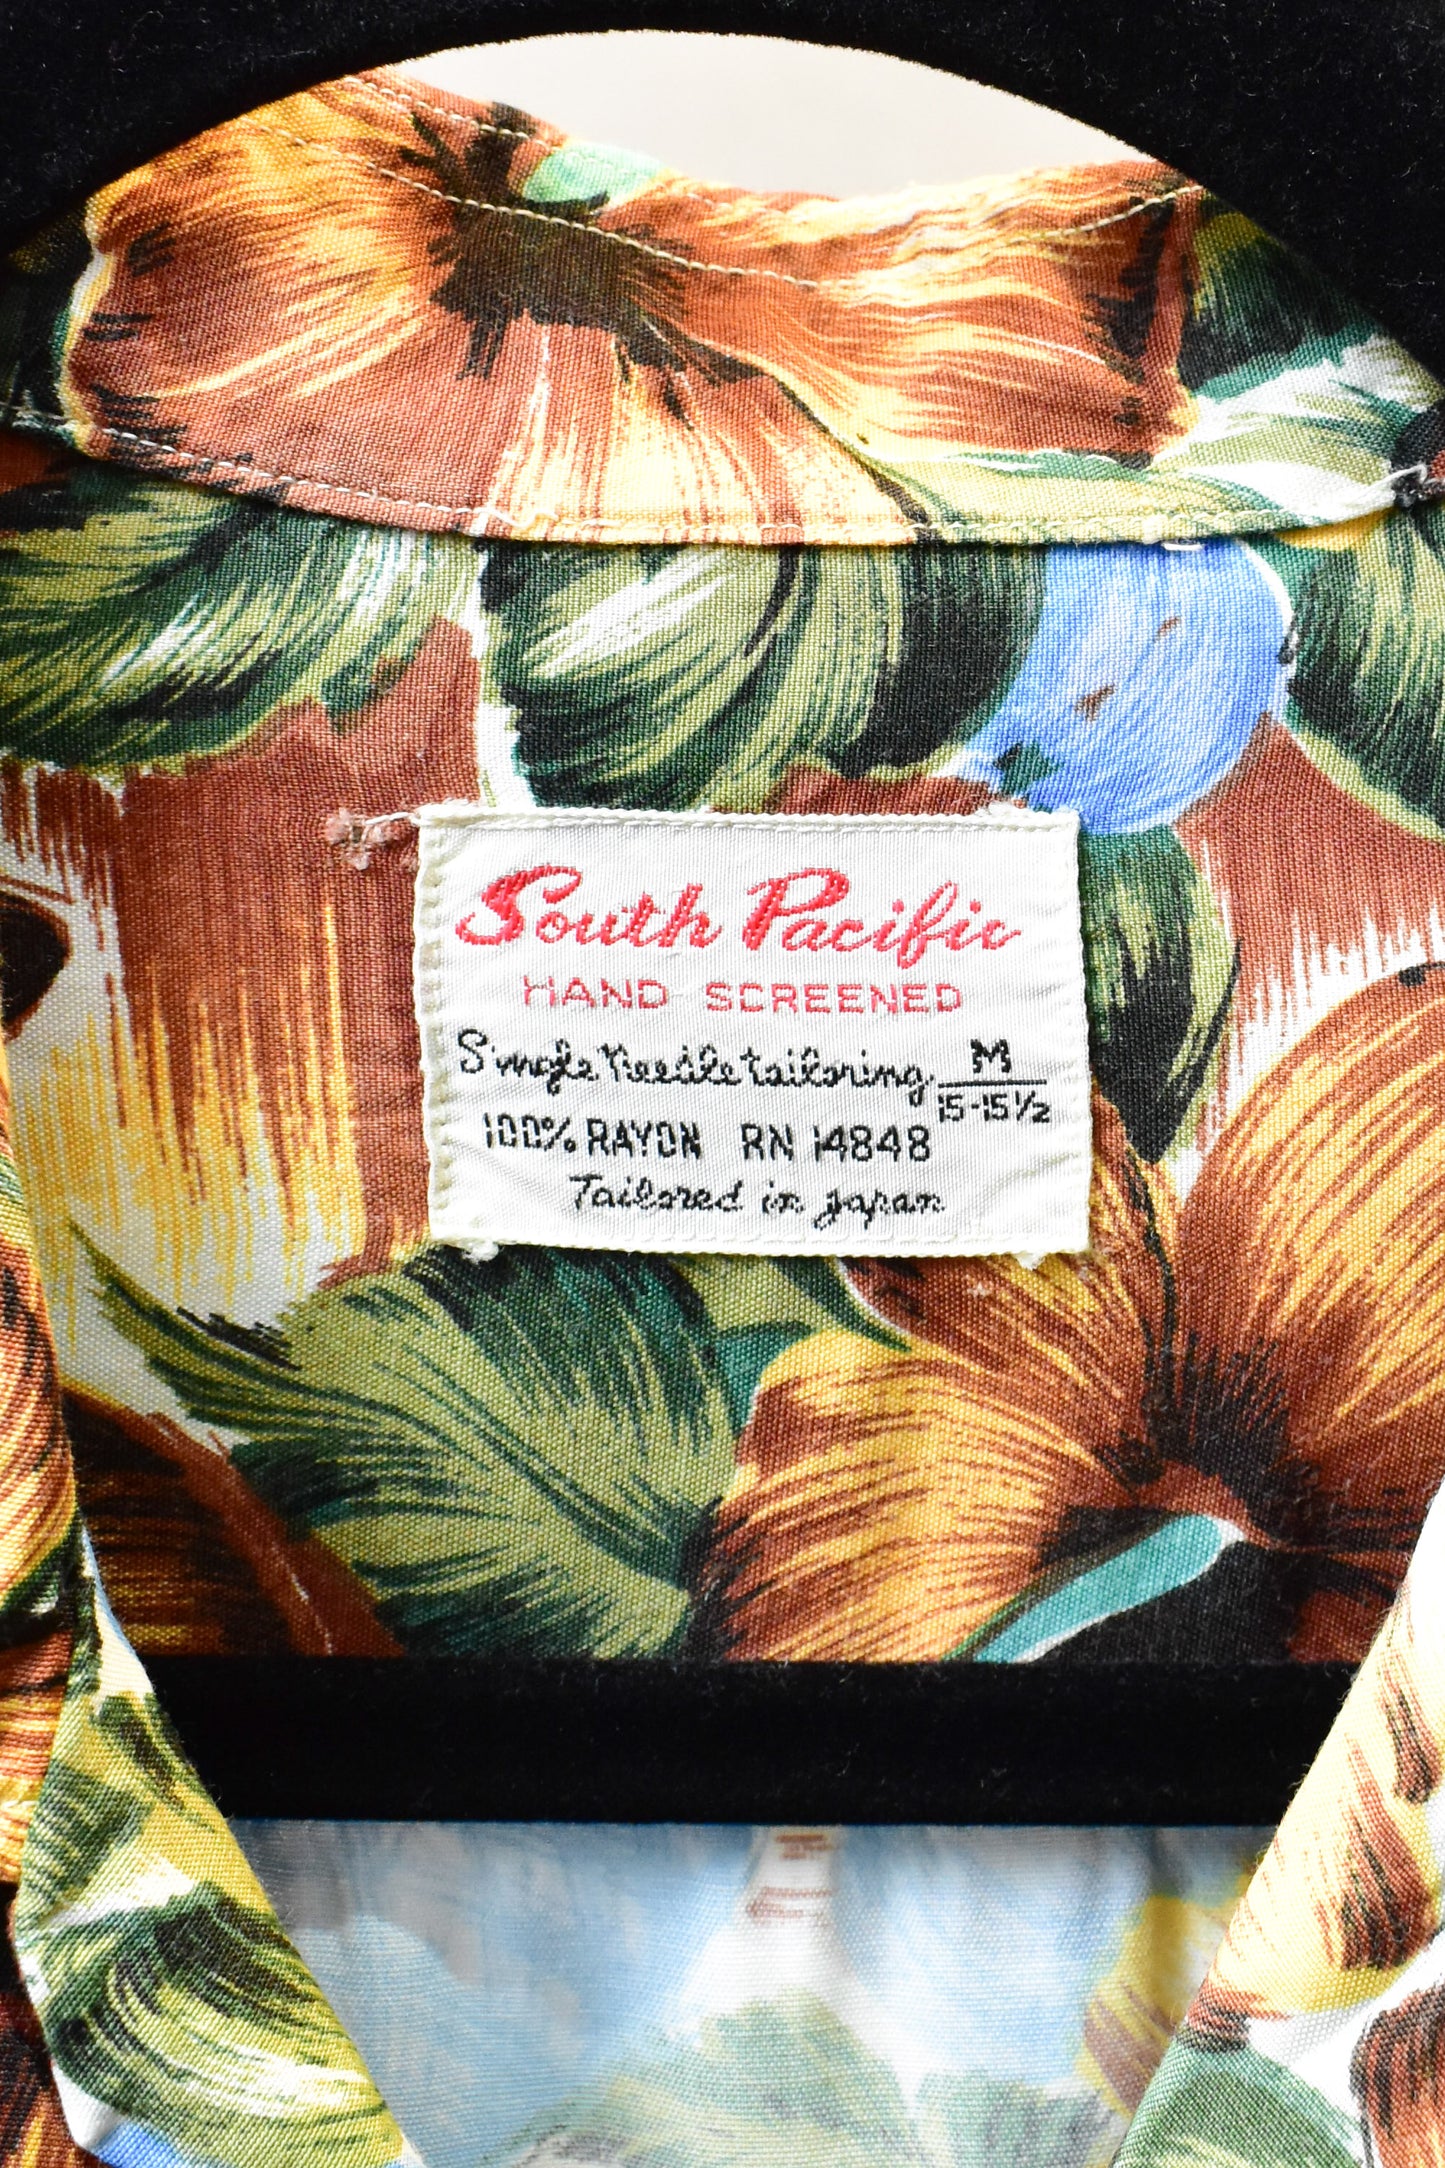 South Pacific
HAND SCREENED
Single Needle tailoring M
15-15½
100% RAYON RN 14848
Tailored in japan